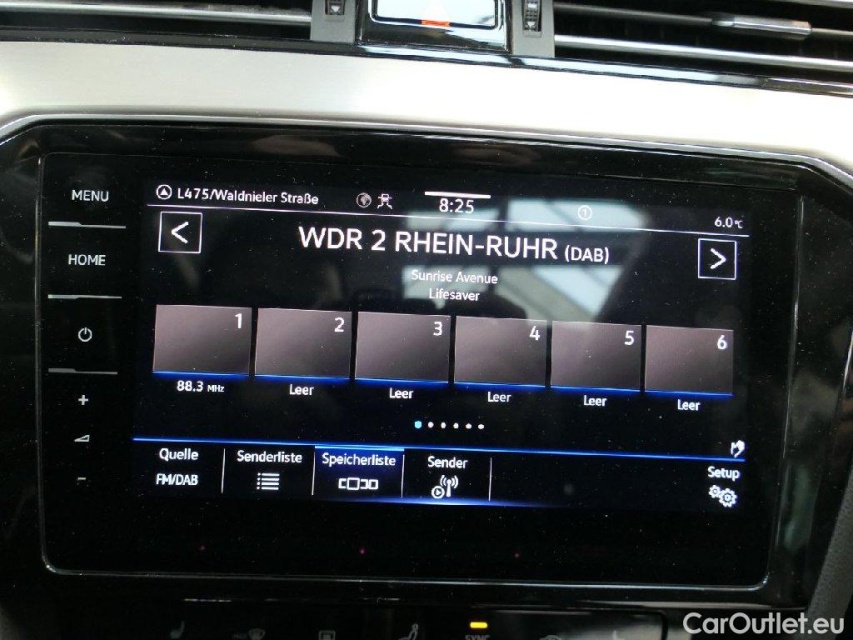 MENU
HOME
L475/Waldnieler Straße
8:25
6.0°C
WDR 2 RHEIN-RUHR (DAB)
Sunrise Avenue
Lifesaver
1
2
3
4
5
6
88.3 MHz
Leer
Leer
Leer
Leer
Leer
Quelle
FM/DAB
Senderliste
Speicherliste
Sender
Setup
SYNC
CarOutlet.eu